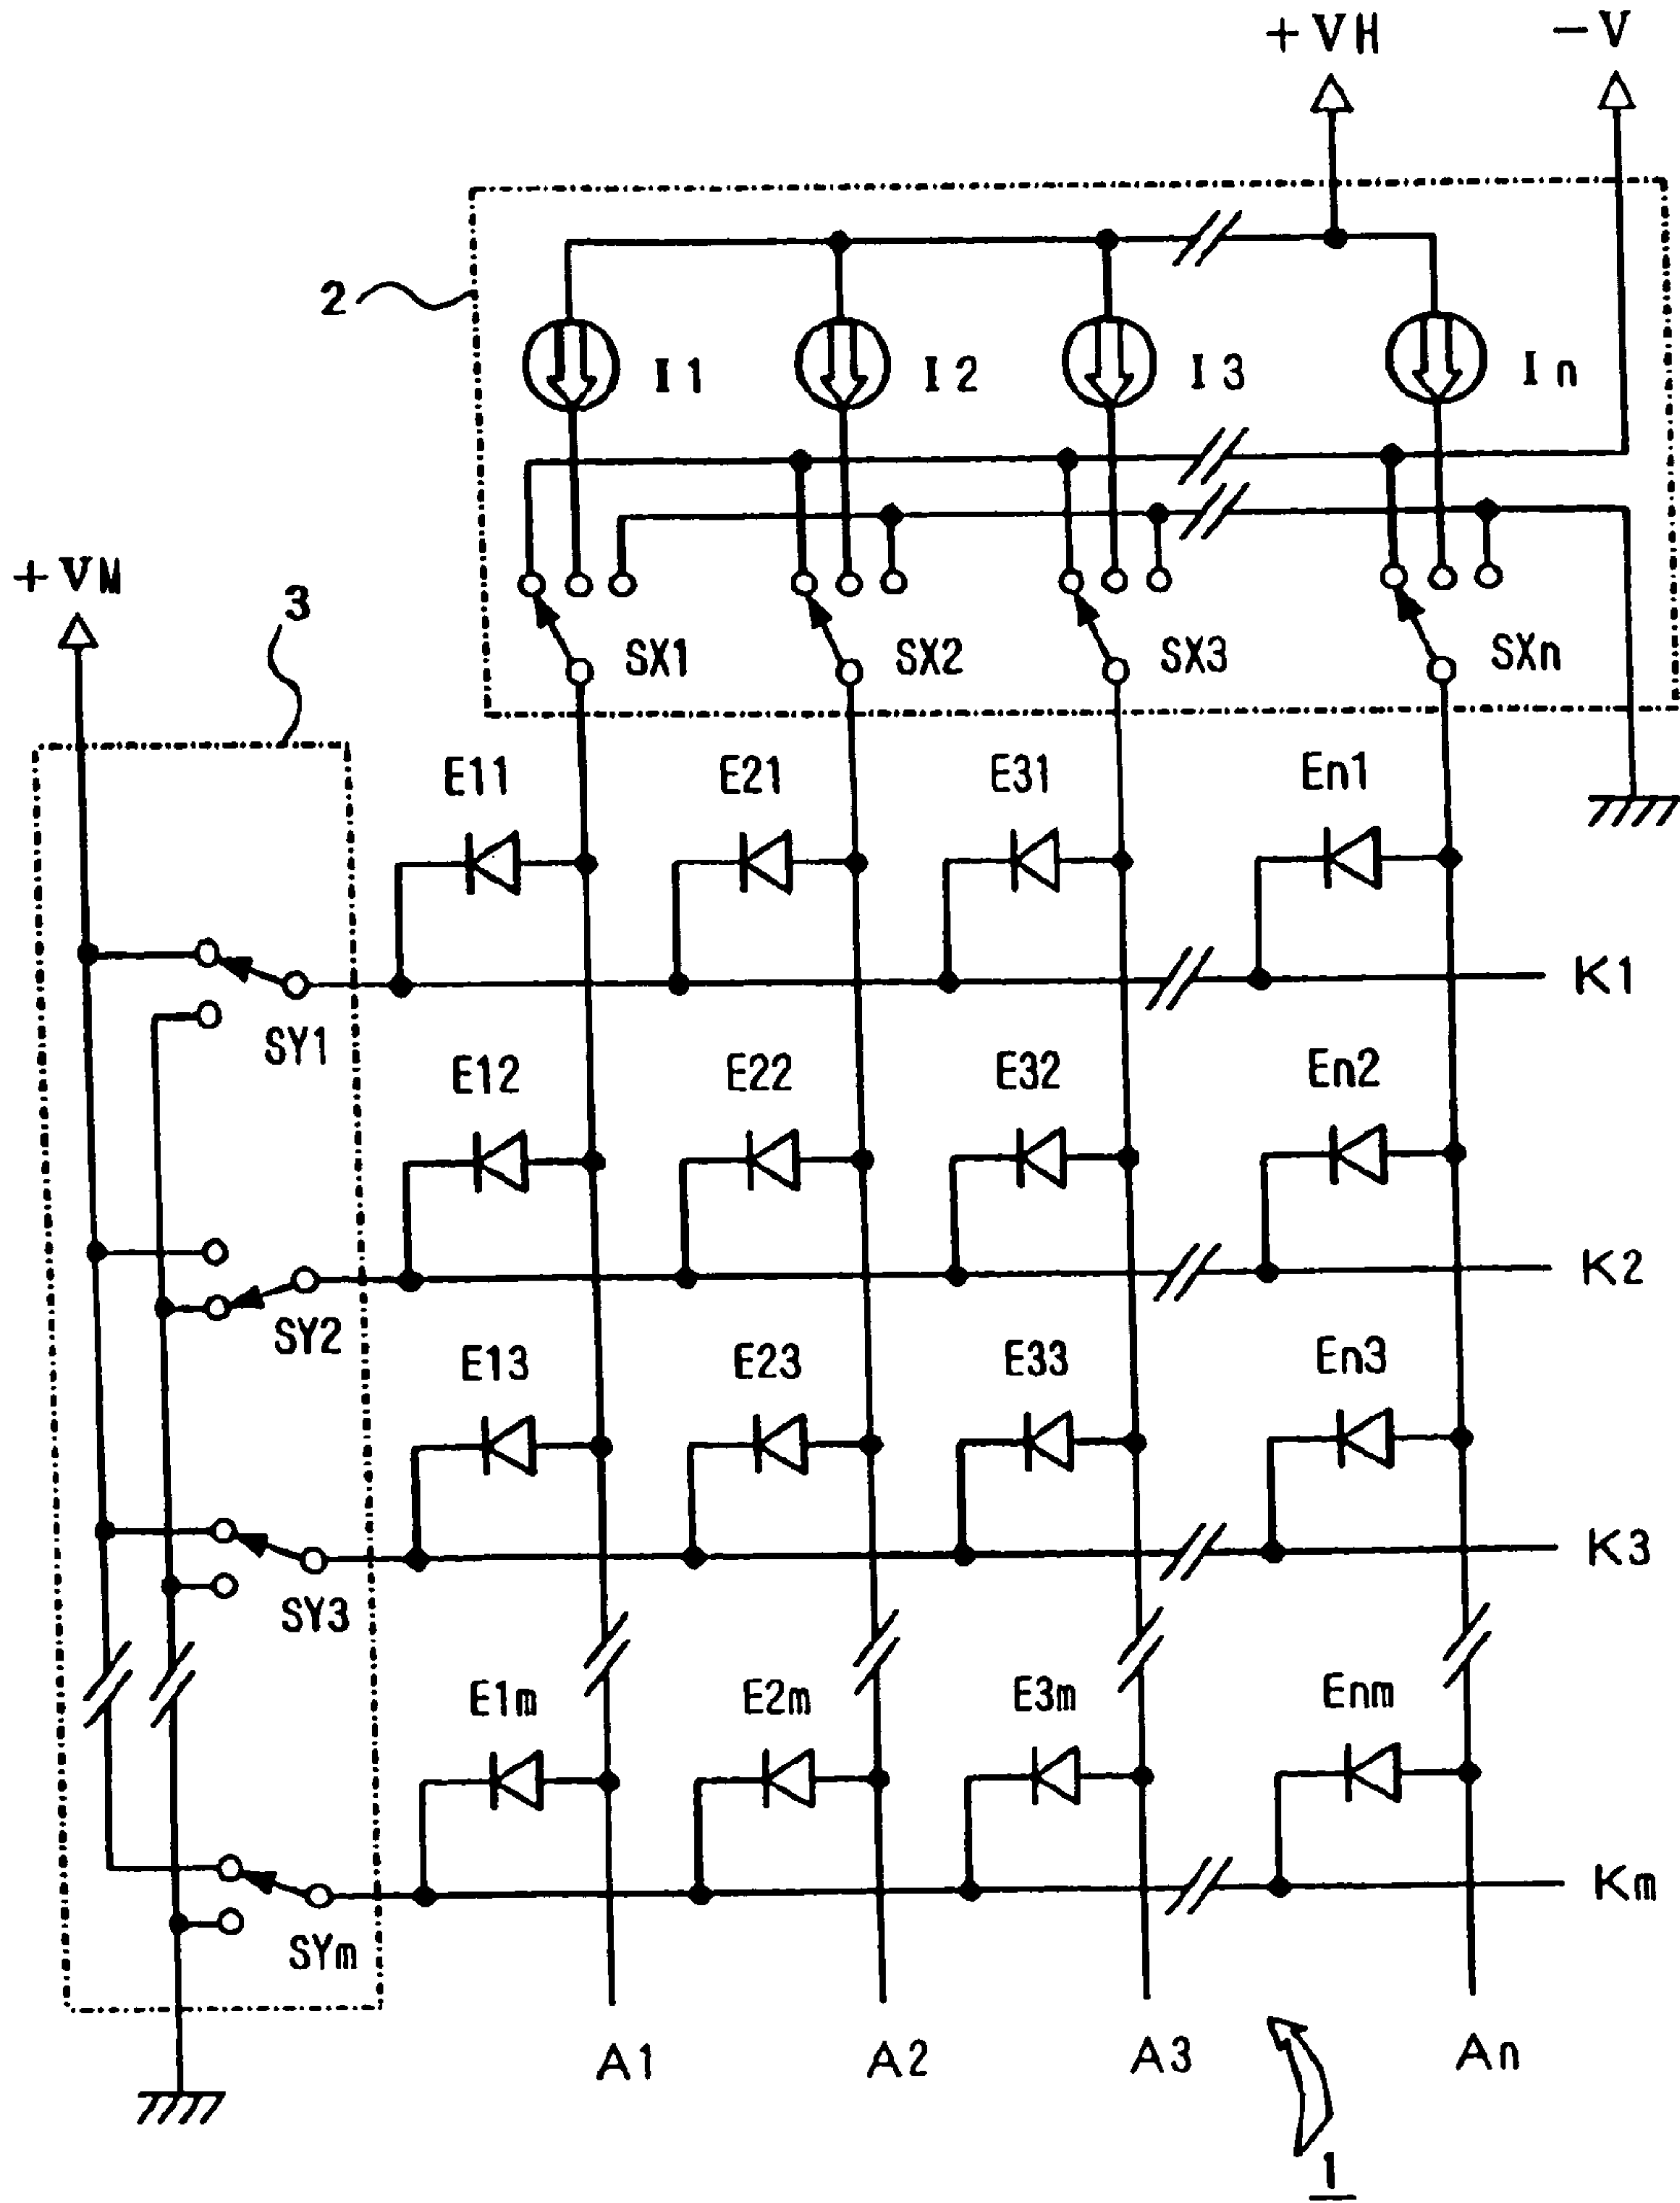 +VH -V
2
I1 I2 I3 In
+VM
3
SX1 SX2 SX3 SXn
E11 E21 E31 En1
K1
SY1
E12 E22 E32 En2
K2
SY2
E13 E23 E33 En3
K3
SY3
E1m E2m E3m Enm
Km
SYm
A1 A2 A3 An
1